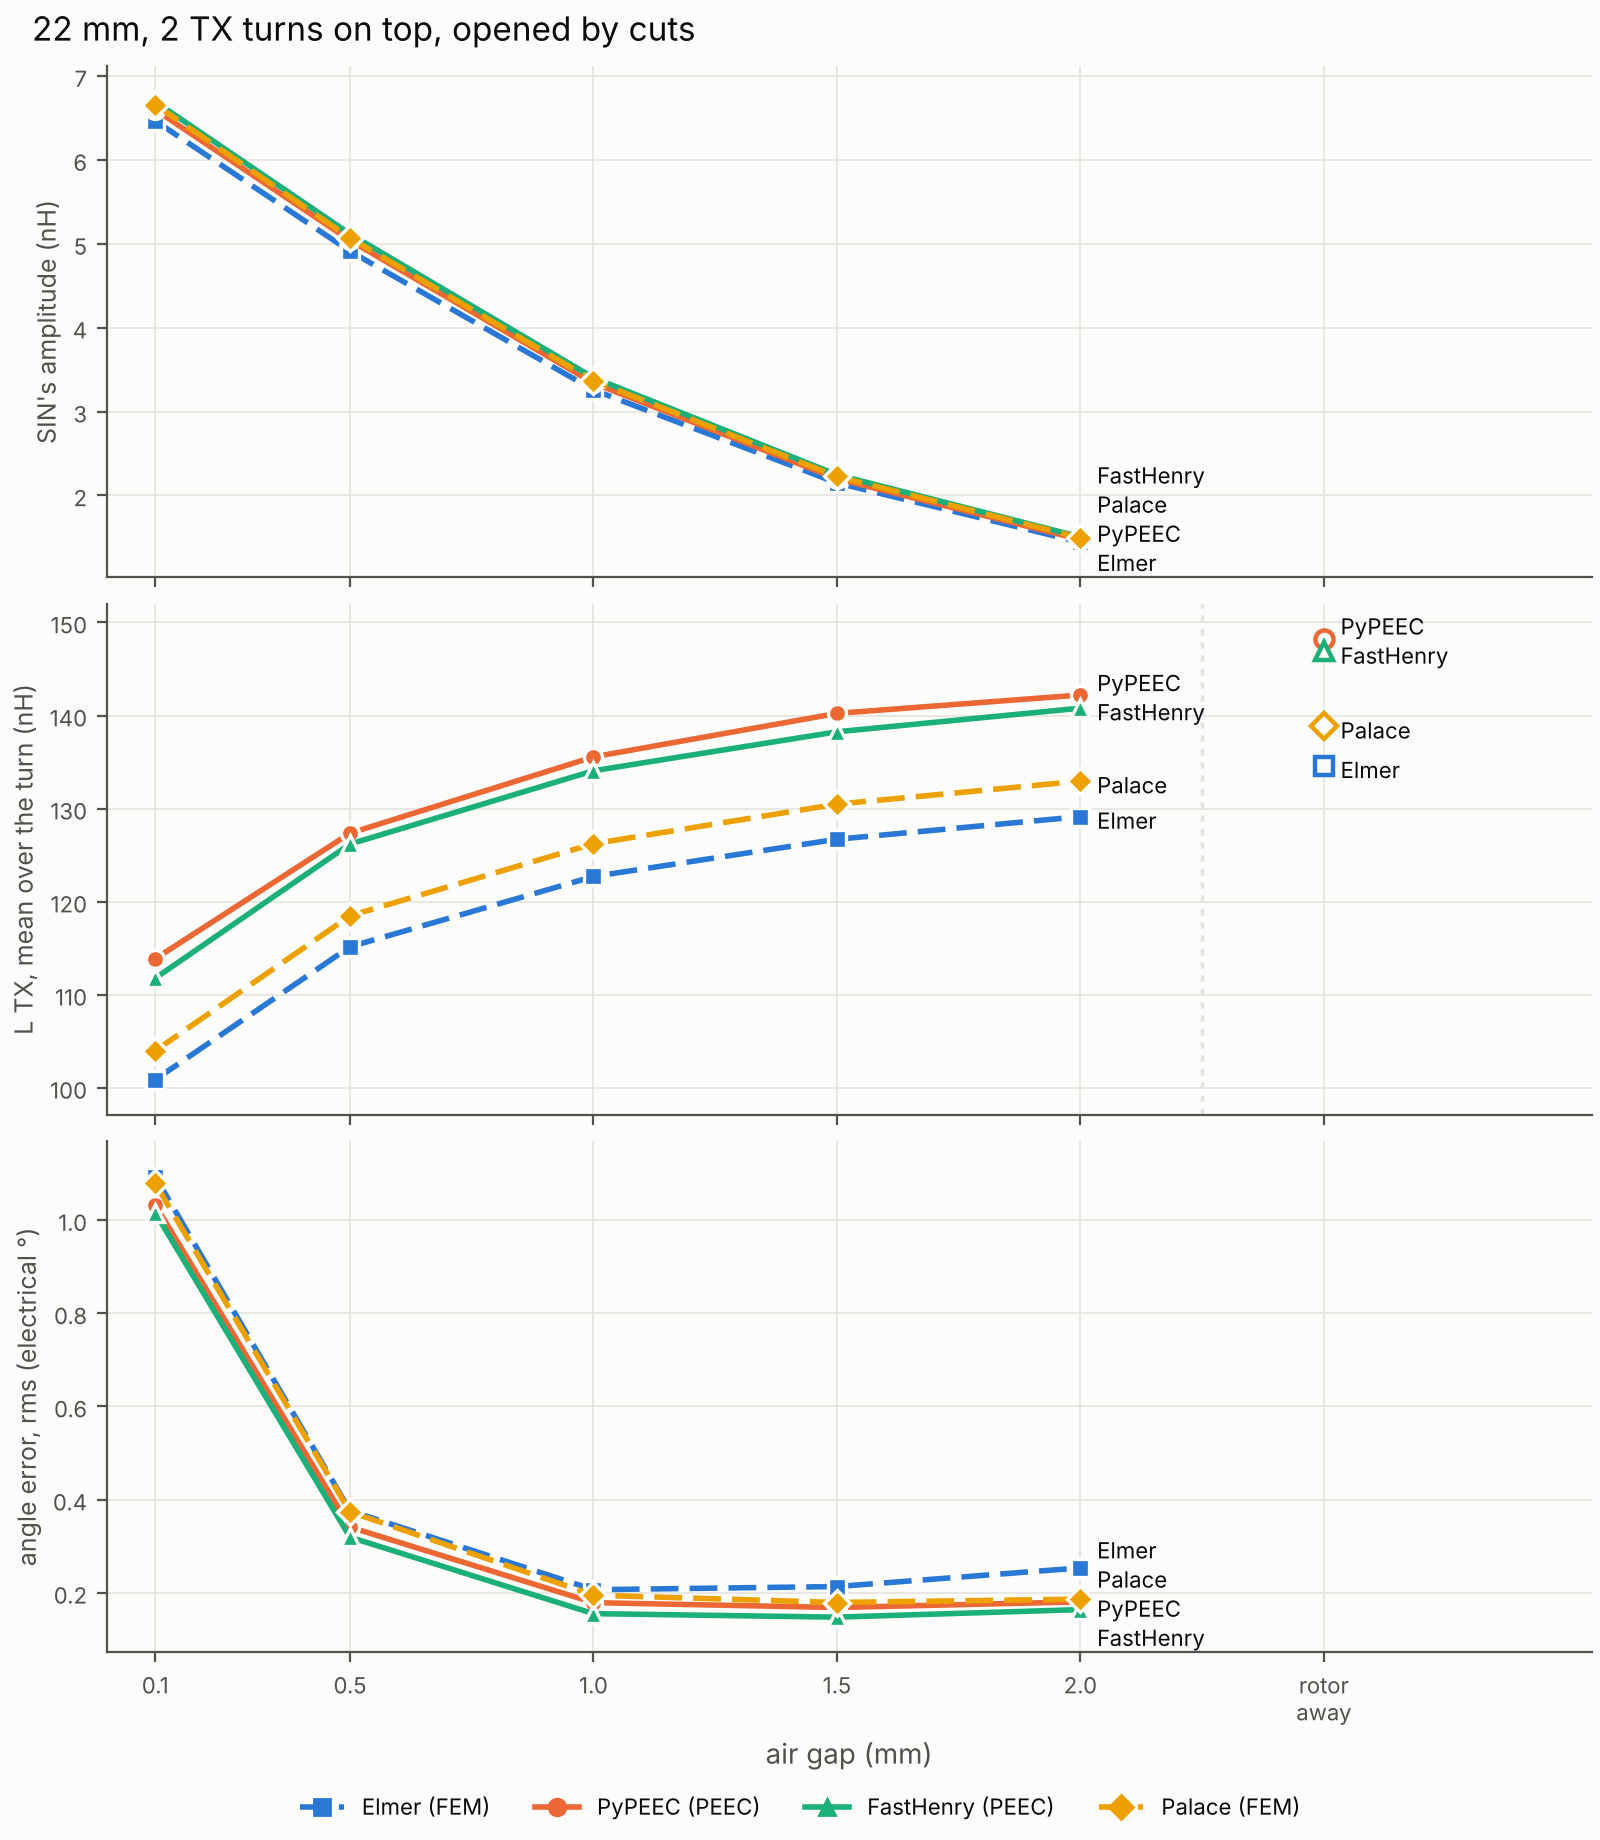 22 mm, 2 TX turns on top, opened by cuts
SIN's amplitude (nH)
7
6
5
4
3
2
FastHenry
Palace
PyPEEC
Elmer
L TX, mean over the turn (nH)
150
140
130
120
110
100
PyPEEC
FastHenry
Palace
Elmer
PyPEEC
FastHenry
Palace
Elmer
angle error, rms (electrical °)
1.0
0.8
0.6
0.4
0.2
Elmer
Palace
PyPEEC
FastHenry
0.1
0.5
1.0
1.5
2.0
rotor
away
air gap (mm)
Elmer (FEM)
PyPEEC (PEEC)
FastHenry (PEEC)
Palace (FEM)